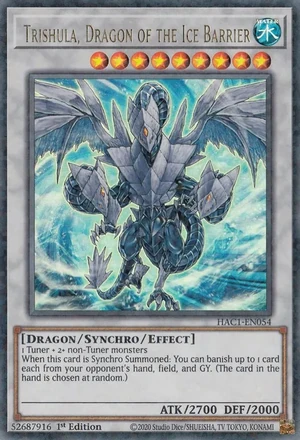 TRISHULA, DRAGON OF THE ICE BARRIER
WATER
水
HAC1-EN054
[DRAGON/SYNCHRO/EFFECT]
1 Tuner + 2+ non-Tuner monsters
When this card is Synchro Summoned: You can banish up to 1 card
each from your opponent's hand, field, and GY. (The card in the
hand is chosen at random.)
ATK/2700 DEF/2000
52687916 1st Edition ©2020 Studio Dice/SHUEISHA, TV TOKYO, KONAMI